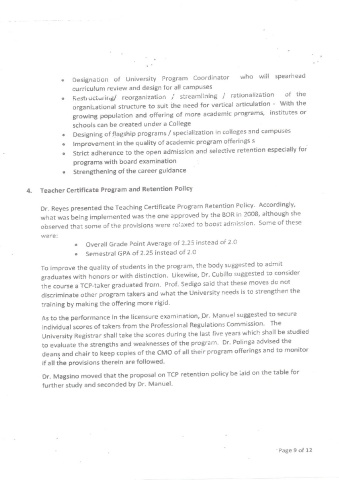 • Designation of University Program Coordinator who will spearhead
curriculum review and design for all campuses
• Restructuring/ reorganization / streamlining / rationalization of the
organizational structure to suit the need for vertical articulation - With the
growing population and offering of more academic programs, institutes or
schools can be created under a College
• Designing of flagship programs / specialization in colleges and campuses
• Improvement in the quality of academic program offerings s
• Strict adherence to the open admission and selective retention especially for
programs with board examination
• Strengthening of the career guidance
4. Teacher Certificate Program and Retention Policy
Dr. Reyes presented the Teaching Certificate Program Retention Policy. Accordingly,
what was being implemented was the one approved by the BOR in 2008, although she
observed that some of the provisions were relaxed to boost admission. Some of these
were:
• Overall Grade Point Average of 2.25 instead of 2.0
• Semestral GPA of 2.25 instead of 2.0
To improve the quality of students in the program, the body suggested to admit
graduates with honors or with distinction. Likewise, Dr. Cubillo suggested to consider
the course a TCP-taker graduated from. Prof. Sedigo said that these moves do not
discriminate other program takers and what the University needs is to strengthen the
training by making the offering more rigid.
As to the performance in the licensure examination, Dr. Manuel suggested to secure
individual scores of takers from the Professional Regulations Commission. The
University Registrar shall take the scores during the last five years which shall be studied
to evaluate the strengths and weaknesses of the program. Dr. Polinga advised the
deans and chair to keep copies of the CMO of all their program offerings and to monitor
if all the provisions therein are followed.
Dr. Magsino moved that the proposal on TCP retention policy be laid on the table for
further study and seconded by Dr. Manuel.
Page 9 of 12